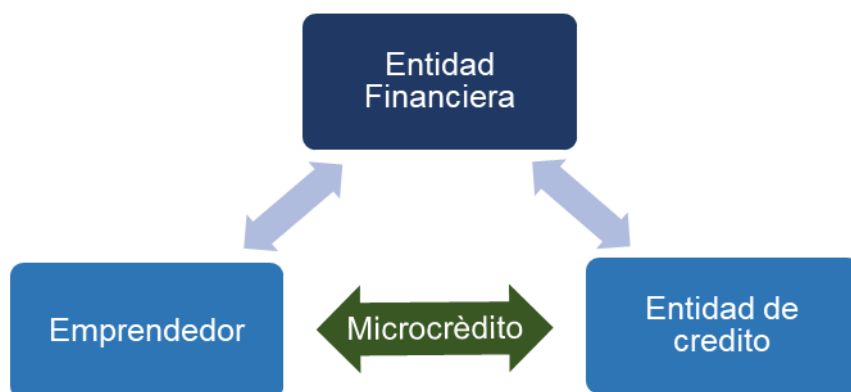 Entidad
Financiera
Emprendedor
Microcrèdito
Entidad de
credito